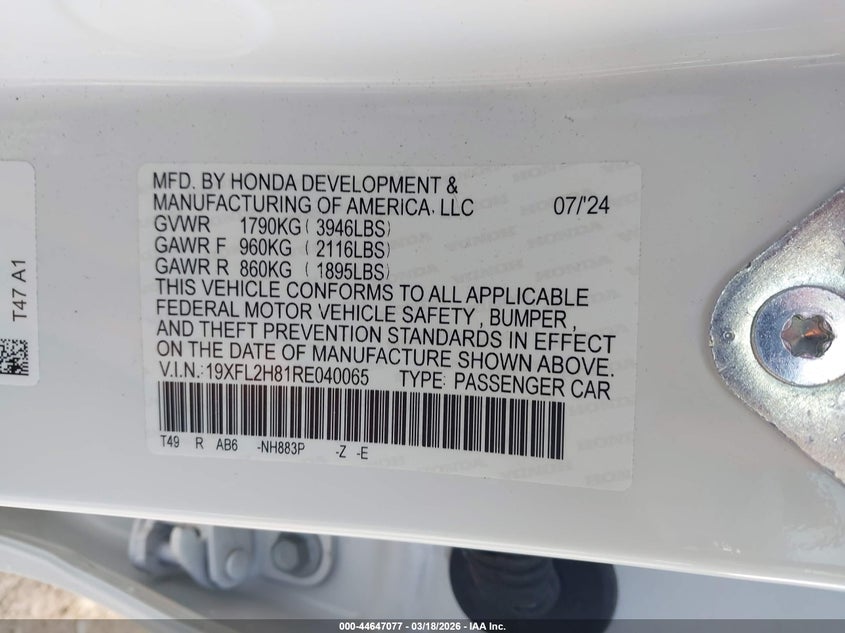 MFD. BY HONDA DEVELOPMENT &
MANUFACTURING OF AMERICA, LLC 07/'24
GVWR 1790KG ( 3946LBS)
GAWR F 960KG ( 2116LBS)
GAWR R 860KG ( 1895LBS)
THIS VEHICLE CONFORMS TO ALL APPLICABLE
FEDERAL MOTOR VEHICLE SAFETY , BUMPER ,
AND THEFT PREVENTION STANDARDS IN EFFECT
ON THE DATE OF MANUFACTURE SHOWN ABOVE.
V.I.N.: 19XFL2H81RE040065 TYPE: PASSENGER CAR
T49 R AB6 -NH883P -Z -E
T47 A1
000-44647077 - 03/18/2026 - IAA Inc.